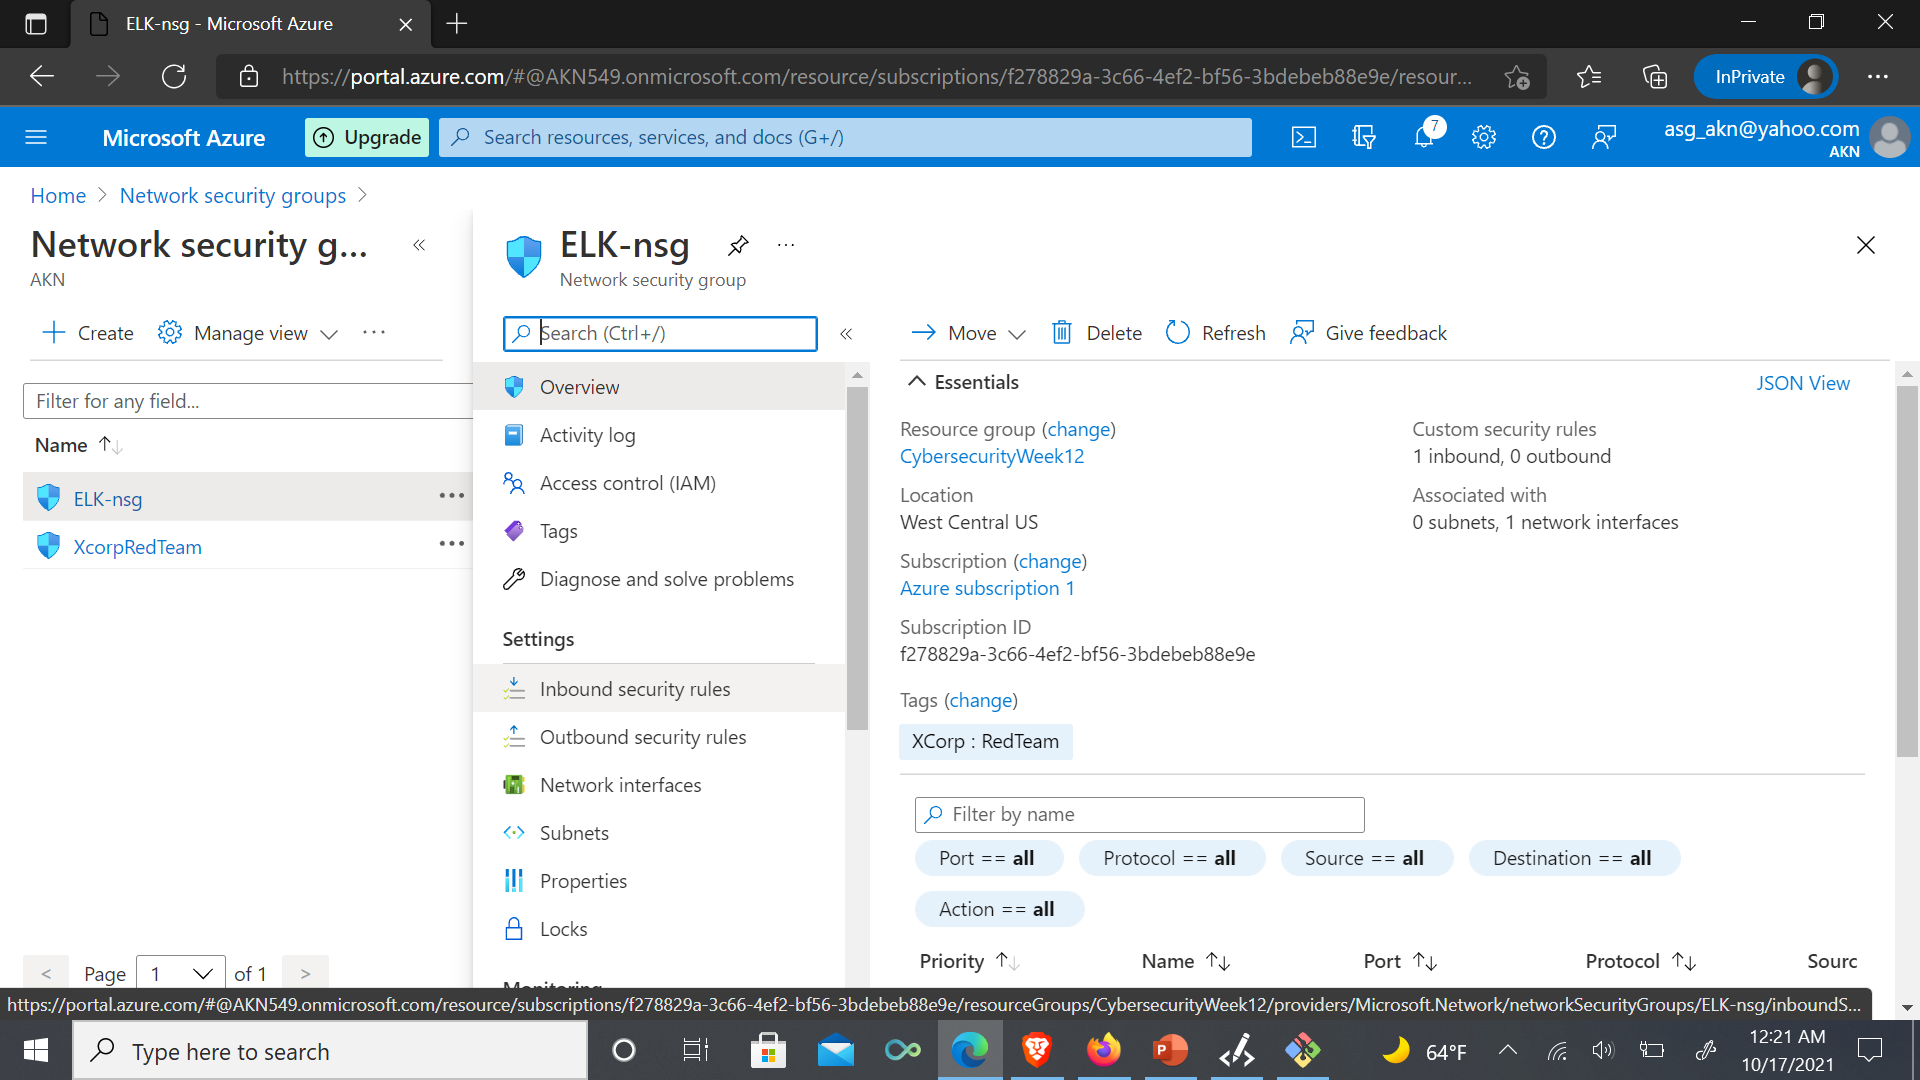 ELK-nsg - Microsoft Azure
https://portal.azure.com/#@AKN549.onmicrosoft.com/resource/subscriptions/f278829a-3c66-4ef2-bf56-3bdebeb88e9e/resour...
InPrivate
Microsoft Azure
Upgrade
Search resources, services, and docs (G+/)
7
asg_akn@yahoo.com
AKN
Home > Network security groups >
Network security g...
AKN
Create
Manage view
Filter for any field...
Name
ELK-nsg
XcorpRedTeam
< Page 1 of 1 >
ELK-nsg
Network security group
Search (Ctrl+/)
Overview
Activity log
Access control (IAM)
Tags
Diagnose and solve problems
Settings
Inbound security rules
Outbound security rules
Network interfaces
Subnets
Properties
Locks
Monitoring
Move
Delete
Refresh
Give feedback
Essentials
JSON View
Resource group (change)
CybersecurityWeek12
Location
West Central US
Subscription (change)
Azure subscription 1
Subscription ID
f278829a-3c66-4ef2-bf56-3bdebeb88e9e
Custom security rules
1 inbound, 0 outbound
Associated with
0 subnets, 1 network interfaces
Tags (change)
XCorp : RedTeam
Filter by name
Port == all
Protocol == all
Source == all
Destination == all
Action == all
Priority
Name
Port
Protocol
Sourc
https://portal.azure.com/#@AKN549.onmicrosoft.com/resource/subscriptions/f278829a-3c66-4ef2-bf56-3bdebeb88e9e/resourceGroups/CybersecurityWeek12/providers/Microsoft.Network/networkSecurityGroups/ELK-nsg/inboundS...
Type here to search
64°F
12:21 AM
10/17/2021